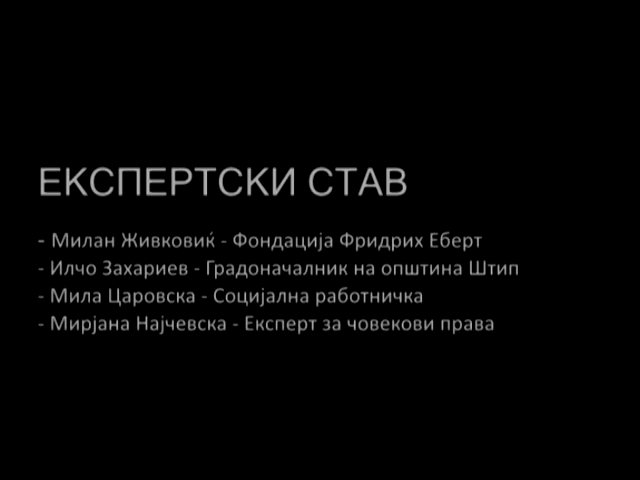 ЕКСПЕРТСКИ СТАВ
- Милан Живковиќ - Фондација Фридрих Еберт
- Илчо Захариев - Градоначалник на општина Штип
- Мила Царовска - Социјална работничка
- Мирјана Најчевска - Експерт за човекови права